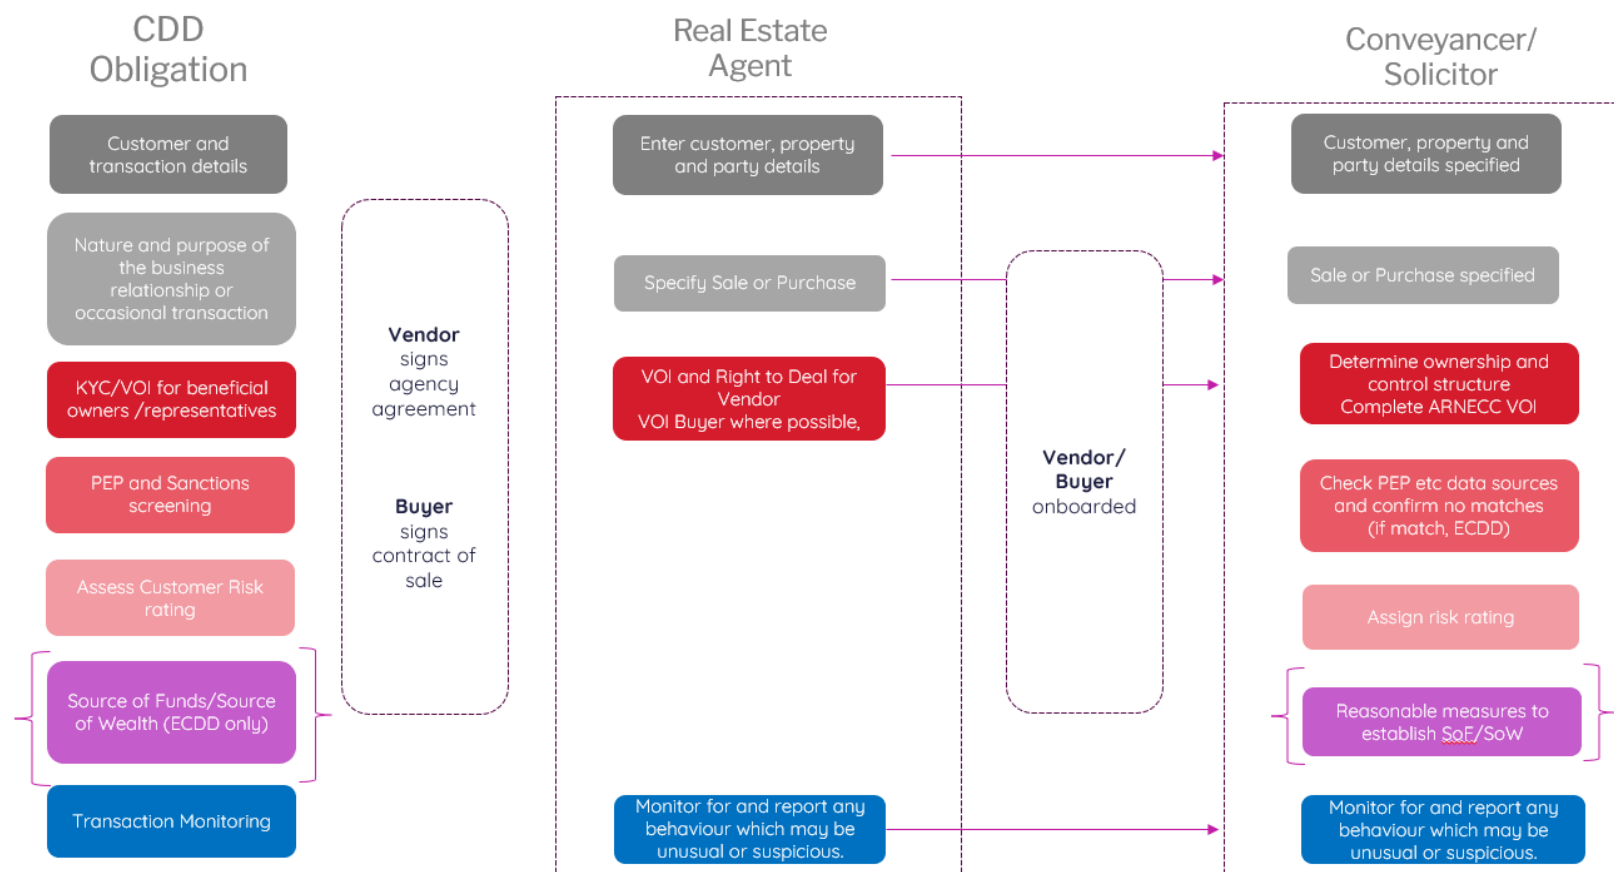 CDD
Obligation
Real Estate
Agent
Conveyancer/
Solicitor
Customer and
transaction details
Enter customer, property
and party details
Customer, property and
party details specified
Nature and purpose of
the business
relationship or
occasional transaction
Specify Sale or Purchase
Sale or Purchase specified
KYC/VOI for beneficial
owners /representatives
VOI and Right to Deal for
Vendor
VOI Buyer where possible,
Determine ownership and
control structure
Complete ARNECC VOI
Vendor
signs
agency
agreement
Buyer
signs
contract of
sale
Vendor/
Buyer
onboarded
PEP and Sanctions
screening
Check PEP etc data sources
and confirm no matches
(if match, ECDD)
Assess Customer Risk
rating
Assign risk rating
Source of Funds/Source
of Wealth (ECDD only)
Reasonable measures to
establish SoF/SoW
Transaction Monitoring
Monitor for and report any
behaviour which may be
unusual or suspicious.
Monitor for and report any
behaviour which may be
unusual or suspicious.